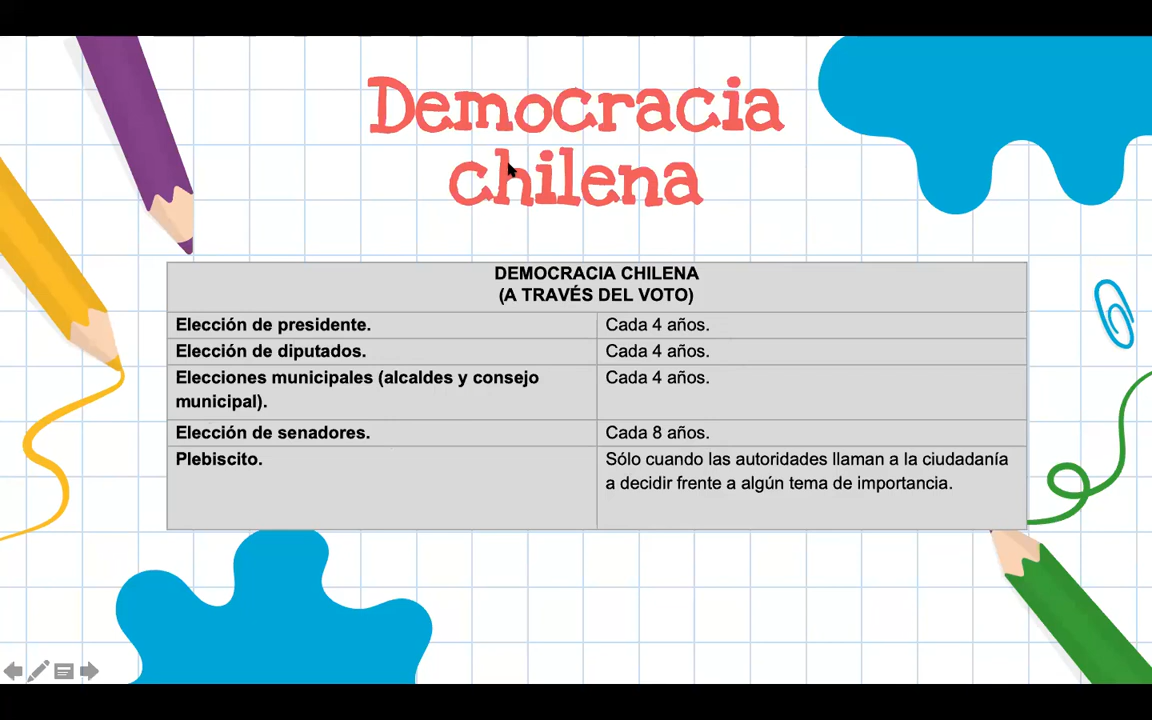 Democracia
chilena
DEMOCRACIA CHILENA
(A TRAVÉS DEL VOTO)
Elección de presidente.
Cada 4 años.
Elección de diputados.
Cada 4 años.
Elecciones municipales (alcaldes y consejo
municipal).
Cada 4 años.
Elección de senadores.
Cada 8 años.
Plebiscito.
Sólo cuando las autoridades llaman a la ciudadanía
a decidir frente a algún tema de importancia.